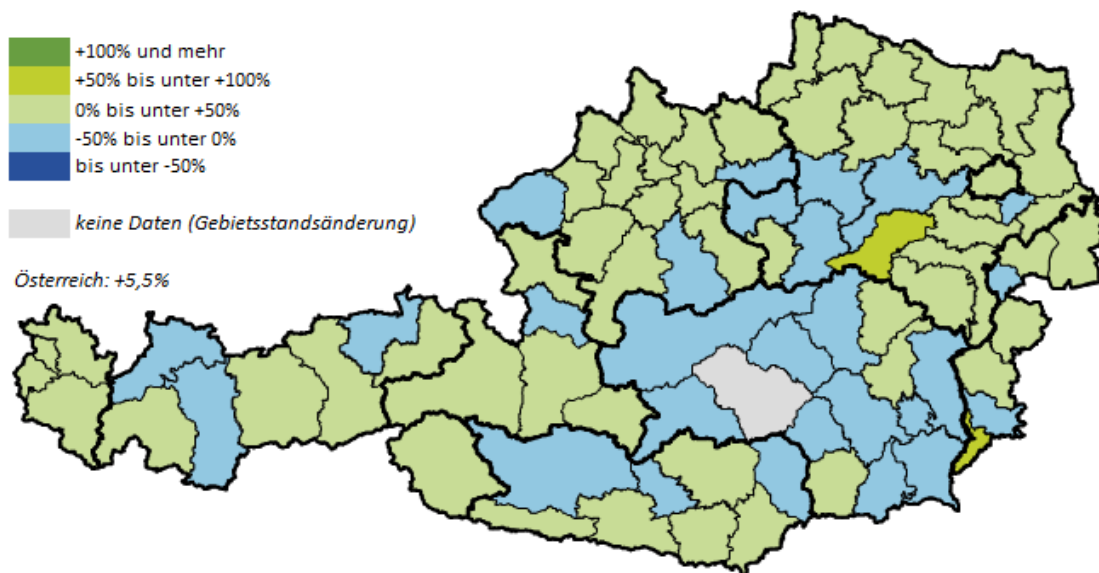 +100% und mehr
+50% bis unter +100%
0% bis unter +50%
-50% bis unter 0%
bis unter -50%
keine Daten (Gebietsstandsänderung)
Österreich: +5,5%